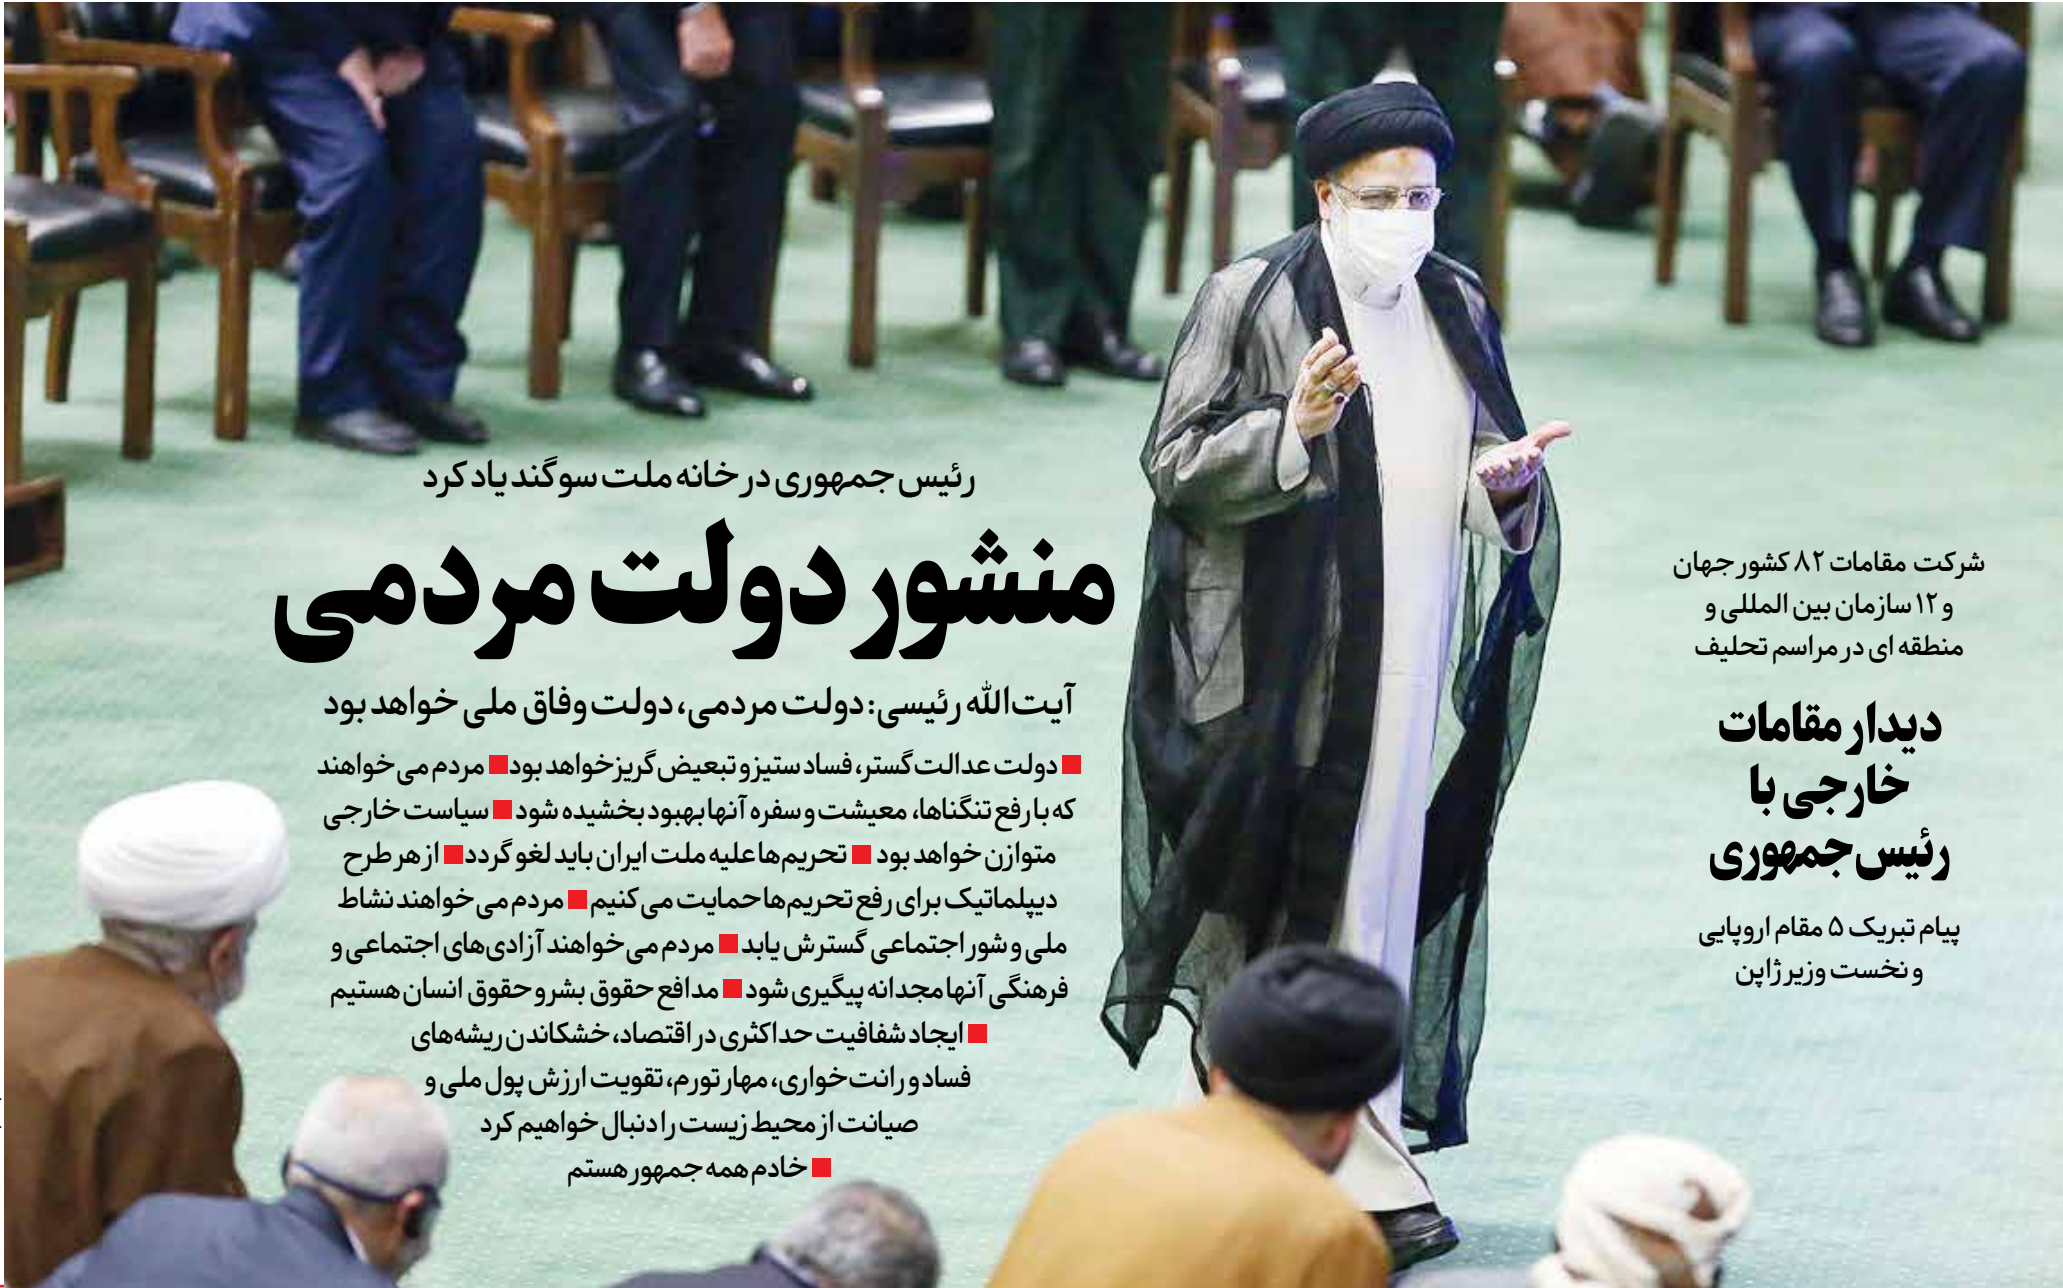 رئیس جمهوری در خانه ملت سوگند یاد کرد
منشور دولت مردمی
آیت‌الله رئیسی: دولت مردمی، دولت وفاق ملی خواهد بود
■ دولت عدالت گستر، فساد ستیز و تبعیض گریز خواهد بود ■ مردم می‌خواهند
که با رفع تنگناها، معیشت و سفره آنها بهبود بخشیده شود ■ سیاست خارجی
متوازن خواهد بود ■ تحریم‌ها علیه ملت ایران باید لغو گردد ■ از هر طرح
دیپلماتیک برای رفع تحریم‌ها حمایت می‌کنیم ■ مردم می‌خواهند نشاط
ملی و شور اجتماعی گسترش یابد ■ مردم می‌خواهند آزادی‌های اجتماعی و
فرهنگی آنها مجدانه پیگیری شود ■ مدافع حقوق بشر و حقوق انسان هستیم
■ ایجاد شفافیت حداکثری در اقتصاد، خشکاندن ریشه‌های
فساد و رانت خواری، مهار تورم، تقویت ارزش پول ملی و
صیانت از محیط زیست را دنبال خواهیم کرد
■ خادم همه جمهور هستم
شرکت مقامات ۸۲ کشور جهان
و ۱۲ سازمان بین المللی و
منطقه ای در مراسم تحلیف
دیدار مقامات
خارجی با
رئیس جمهوری
پیام تبریک ۵ مقام اروپایی
و نخست وزیر ژاپن